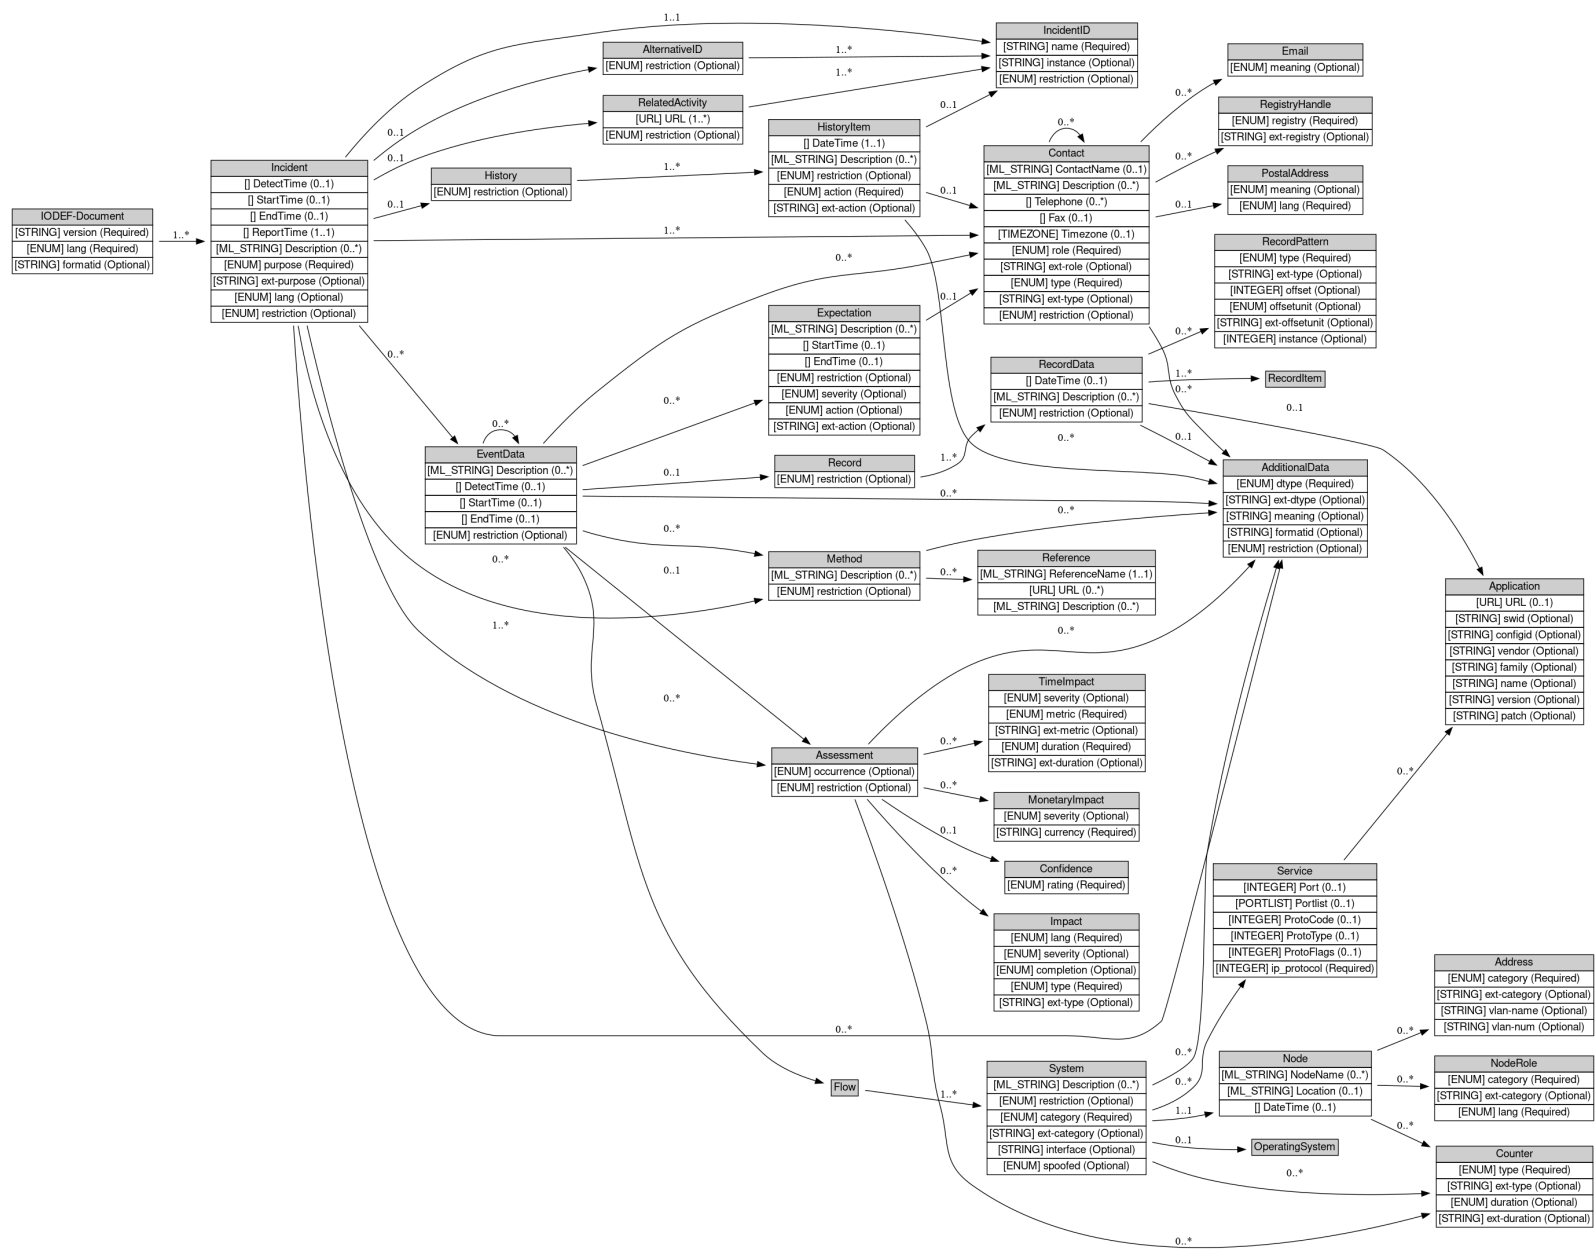 IODEF-Document
[STRING] version (Required)
[ENUM] lang (Required)
[STRING] formatid (Optional)
1..*
Incident
[] DetectTime (0..1)
[] StartTime (0..1)
[] EndTime (0..1)
[] ReportTime (1..1)
[ML_STRING] Description (0..*)
[ENUM] purpose (Required)
[STRING] ext-purpose (Optional)
[ENUM] lang (Optional)
[ENUM] restriction (Optional)
1..1
0..1
0..1
0..1
1..*
0..*
0..*
1..*
0..*
AlternativeID
[ENUM] restriction (Optional)
1..*
RelatedActivity
[URL] URL (1..*)
[ENUM] restriction (Optional)
1..*
History
[ENUM] restriction (Optional)
1..*
IncidentID
[STRING] name (Required)
[STRING] instance (Optional)
[ENUM] restriction (Optional)
HistoryItem
[] DateTime (1..1)
[ML_STRING] Description (0..*)
[ENUM] restriction (Optional)
[ENUM] action (Required)
[STRING] ext-action (Optional)
0..1
0..1
0..*
Contact
[ML_STRING] ContactName (0..1)
[ML_STRING] Description (0..*)
[] Telephone (0..*)
[] Fax (0..1)
[TIMEZONE] Timezone (0..1)
[ENUM] role (Required)
[STRING] ext-role (Optional)
[ENUM] type (Required)
[STRING] ext-type (Optional)
[ENUM] restriction (Optional)
0..*
0..*
0..*
0..1
0..*
Email
[ENUM] meaning (Optional)
RegistryHandle
[ENUM] registry (Required)
[STRING] ext-registry (Optional)
PostalAddress
[ENUM] meaning (Optional)
[ENUM] lang (Required)
EventData
[ML_STRING] Description (0..*)
[] DetectTime (0..1)
[] StartTime (0..1)
[] EndTime (0..1)
[ENUM] restriction (Optional)
0..*
0..*
0..*
0..1
0..*
0..*
0..1
0..*
Expectation
[ML_STRING] Description (0..*)
[] StartTime (0..1)
[] EndTime (0..1)
[ENUM] restriction (Optional)
[ENUM] severity (Optional)
[ENUM] action (Optional)
[STRING] ext-action (Optional)
0..1
Record
[ENUM] restriction (Optional)
1..*
RecordData
[] DateTime (0..1)
[ML_STRING] Description (0..*)
[ENUM] restriction (Optional)
0..*
1..*
0..1
0..1
RecordPattern
[ENUM] type (Required)
[STRING] ext-type (Optional)
[INTEGER] offset (Optional)
[ENUM] offsetunit (Optional)
[STRING] ext-offsetunit (Optional)
[INTEGER] instance (Optional)
RecordItem
AdditionalData
[ENUM] dtype (Required)
[STRING] ext-dtype (Optional)
[STRING] meaning (Optional)
[STRING] formatid (Optional)
[ENUM] restriction (Optional)
Method
[ML_STRING] Description (0..*)
[ENUM] restriction (Optional)
0..*
0..*
Reference
[ML_STRING] ReferenceName (1..1)
[URL] URL (0..*)
[ML_STRING] Description (0..*)
Application
[URL] URL (0..1)
[STRING] swid (Optional)
[STRING] configid (Optional)
[STRING] vendor (Optional)
[STRING] family (Optional)
[STRING] name (Optional)
[STRING] version (Optional)
[STRING] patch (Optional)
Assessment
[ENUM] occurrence (Optional)
[ENUM] restriction (Optional)
0..*
0..*
0..*
0..1
0..*
0..*
TimeImpact
[ENUM] severity (Optional)
[ENUM] metric (Required)
[STRING] ext-metric (Optional)
[ENUM] duration (Required)
[STRING] ext-duration (Optional)
MonetaryImpact
[ENUM] severity (Optional)
[STRING] currency (Required)
Confidence
[ENUM] rating (Required)
Impact
[ENUM] lang (Required)
[ENUM] severity (Optional)
[ENUM] completion (Optional)
[ENUM] type (Required)
[STRING] ext-type (Optional)
Flow
1..*
System
[ML_STRING] Description (0..*)
[ENUM] restriction (Optional)
[ENUM] category (Required)
[STRING] ext-category (Optional)
[STRING] interface (Optional)
[ENUM] spoofed (Optional)
0..*
0..*
1..1
0..1
0..*
Service
[INTEGER] Port (0..1)
[PORTLIST] Portlist (0..1)
[INTEGER] ProtoCode (0..1)
[INTEGER] ProtoType (0..1)
[INTEGER] ProtoFlags (0..1)
[INTEGER] ip_protocol (Required)
0..*
Node
[ML_STRING] NodeName (0..*)
[ML_STRING] Location (0..1)
[] DateTime (0..1)
0..*
0..*
0..*
OperatingSystem
Address
[ENUM] category (Required)
[STRING] ext-category (Optional)
[STRING] vlan-name (Optional)
[STRING] vlan-num (Optional)
NodeRole
[ENUM] category (Required)
[STRING] ext-category (Optional)
[ENUM] lang (Required)
Counter
[ENUM] type (Required)
[STRING] ext-type (Optional)
[ENUM] duration (Optional)
[STRING] ext-duration (Optional)